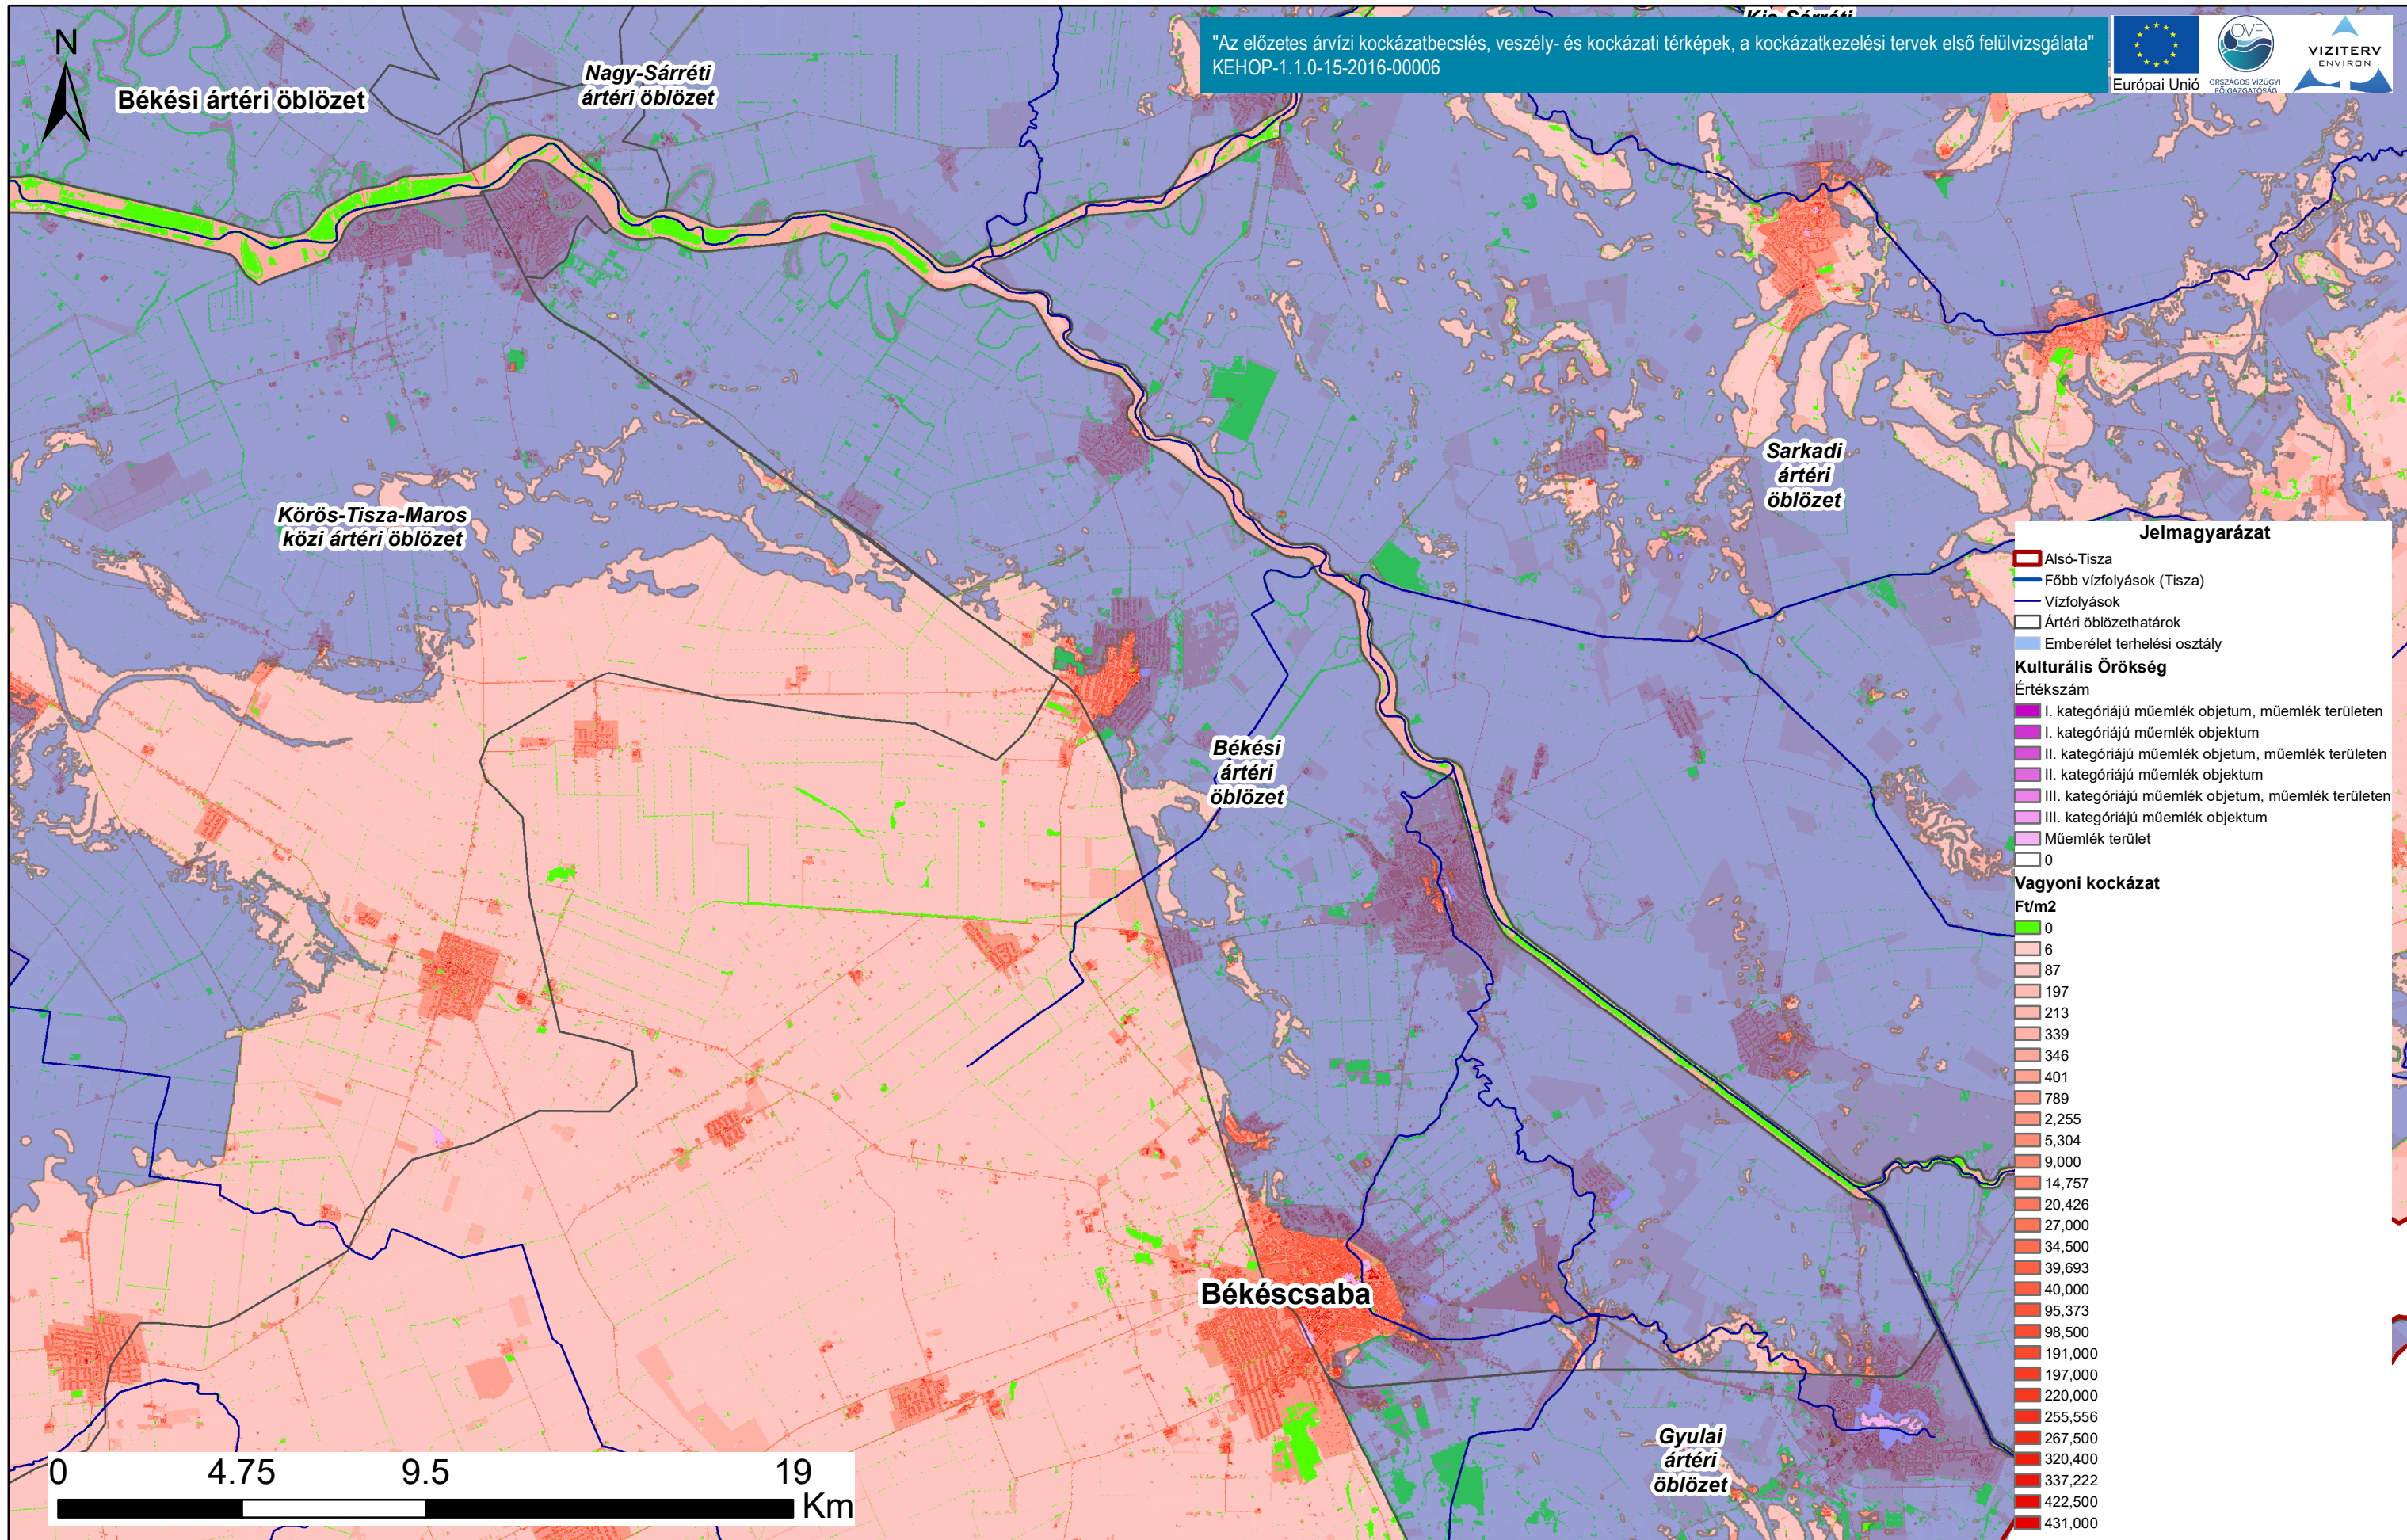 N
Békési ártéri öblözet
Nagy-Sárréti
ártéri öblözet
Kis-Sárréti
"Az előzetes árvízi kockázatbecslés, veszély- és kockázati térképek, a kockázatkezelési tervek első felülvizsgálata"
KEHOP-1.1.0-15-2016-00006
Európai Unió
OVF
ORSZÁGOS VÍZÜGYI
FŐIGAZGATÓSÁG
VIZITERV
ENVIRON
Körös-Tisza-Maros
közi ártéri öblözet
Sarkadi
ártéri
öblözet
Békési
ártéri
öblözet
Békéscsaba
Gyulai
ártéri
öblözet
Jelmagyarázat
Alsó-Tisza
Főbb vízfolyások (Tisza)
Vízfolyások
Ártéri öblözethatárok
Emberélet terhelési osztály
Kulturális Örökség
Értékszám
I. kategóriájú műemlék objetum, műemlék területen
I. kategóriájú műemlék objektum
II. kategóriájú műemlék objetum, műemlék területen
II. kategóriájú műemlék objektum
III. kategóriájú műemlék objetum, műemlék területen
III. kategóriájú műemlék objektum
Műemlék terület
0
Vagyoni kockázat
Ft/m2
0
6
87
197
213
339
346
401
789
2,255
5,304
9,000
14,757
20,426
27,000
34,500
39,693
40,000
95,373
98,500
191,000
197,000
220,000
255,556
267,500
320,400
337,222
422,500
431,000
0 4.75 9.5 19
Km